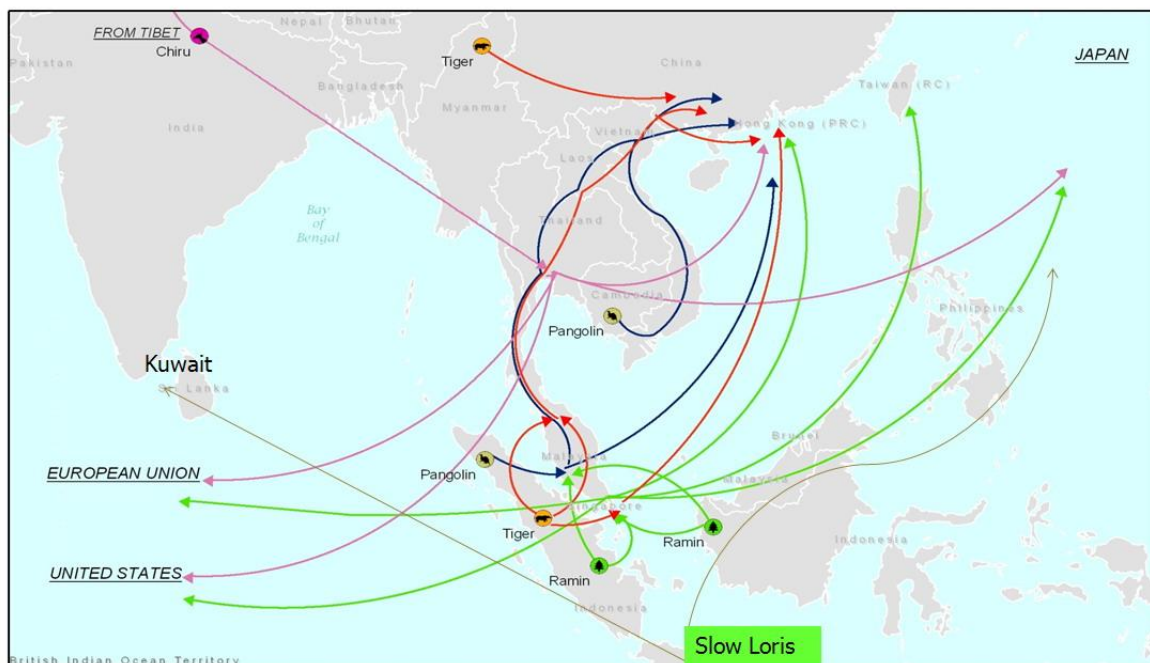 Nepal
Bhutan
FROM TIBET
Chiru
Pakistan
Tiger
China
JAPAN
Taiwan (RC)
Bangladesh
Myanmar
India
Vietnam
Hong Kong (PRC)
Laos
Bay
of
Bengal
Thailand
Cambodia
Philippines
Pangolin
Kuwait
Sri Lanka
Brunei
Malaysia
EUROPEAN UNION
Pangolin
Malaysia
Singapore
Tiger
Ramin
Indonesia
UNITED STATES
Ramin
Indonesia
Slow Loris
British Indian Ocean Territory